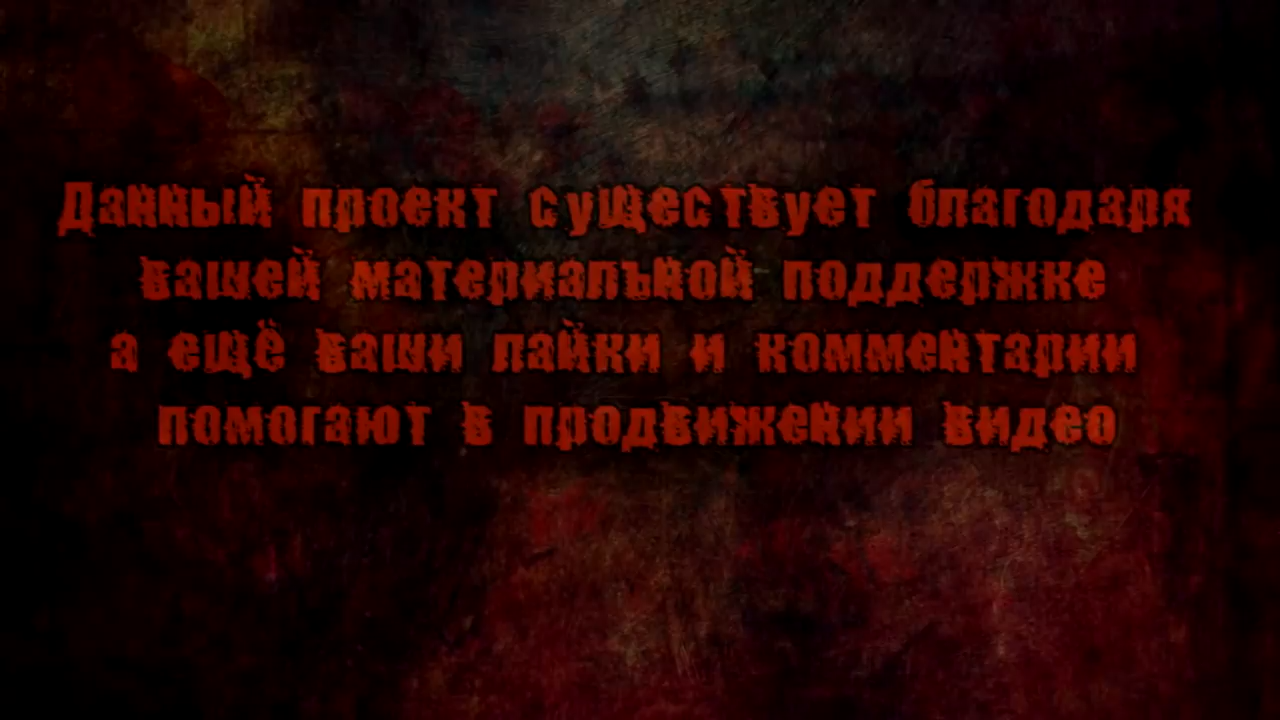 Данный проект существует благодаря
вашей материальной поддержке
а ещё ваши лайки и комментарии
помогают в продвижении видео